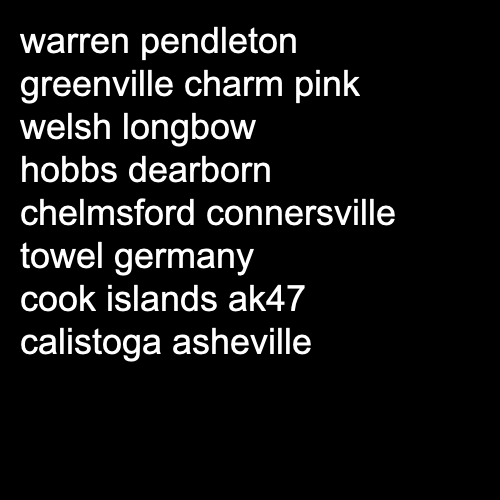 warren pendleton
greenville charm pink
welsh longbow
hobbs dearborn
chelmsford connersville
towel germany
cook islands ak47
calistoga asheville